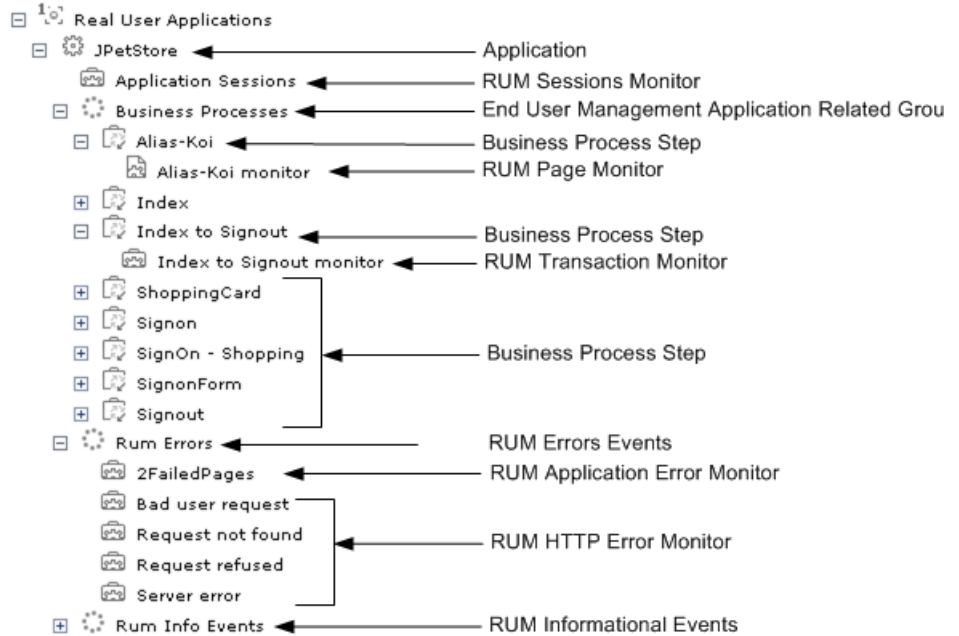 1 Real User Applications
JPetStore Application
Application Sessions RUM Sessions Monitor
Business Processes End User Management Application Related Grou
Alias-Koi Business Process Step
Alias-Koi monitor RUM Page Monitor
Index
Index to Signout Business Process Step
Index to Signout monitor RUM Transaction Monitor
ShoppingCard
Signon
SignOn - Shopping Business Process Step
SignonForm
Signout
Rum Errors RUM Errors Events
2FailedPages RUM Application Error Monitor
Bad user request
Request not found RUM HTTP Error Monitor
Request refused
Server error
Rum Info Events RUM Informational Events